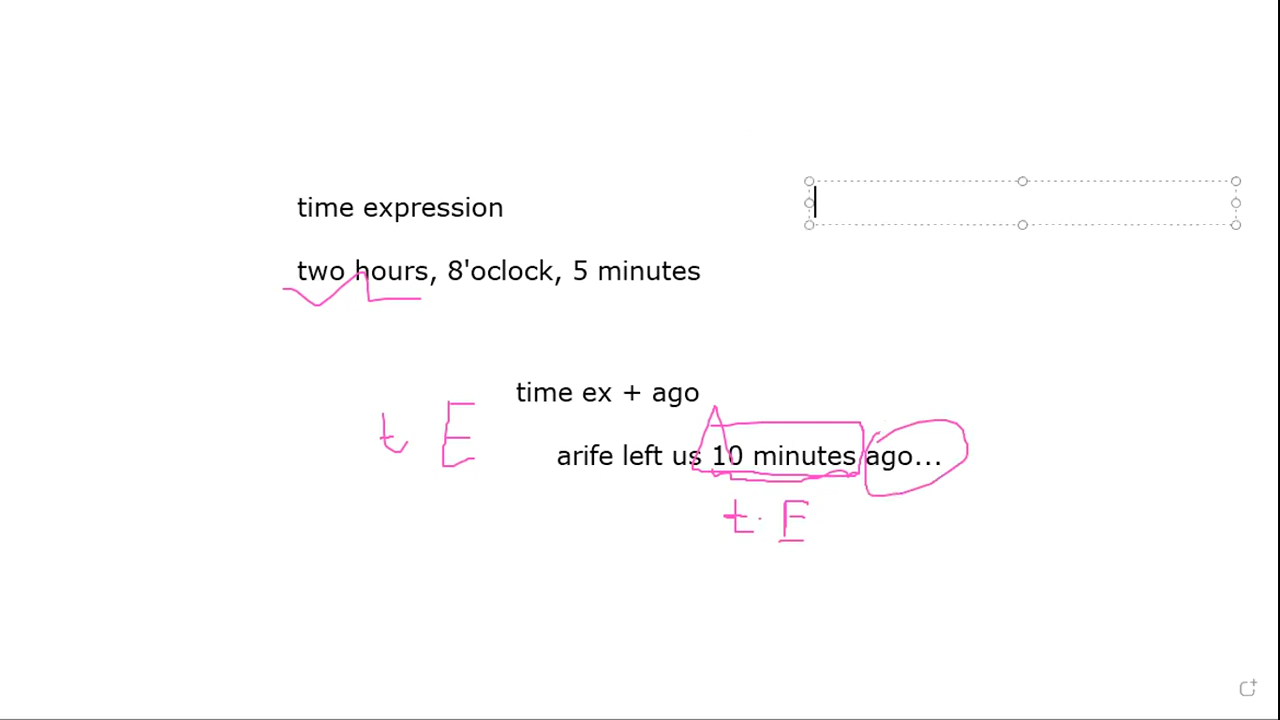 time expression
two hours, 8'oclock, 5 minutes
time ex + ago
t E
arife left us 10 minutes ago...
t. E